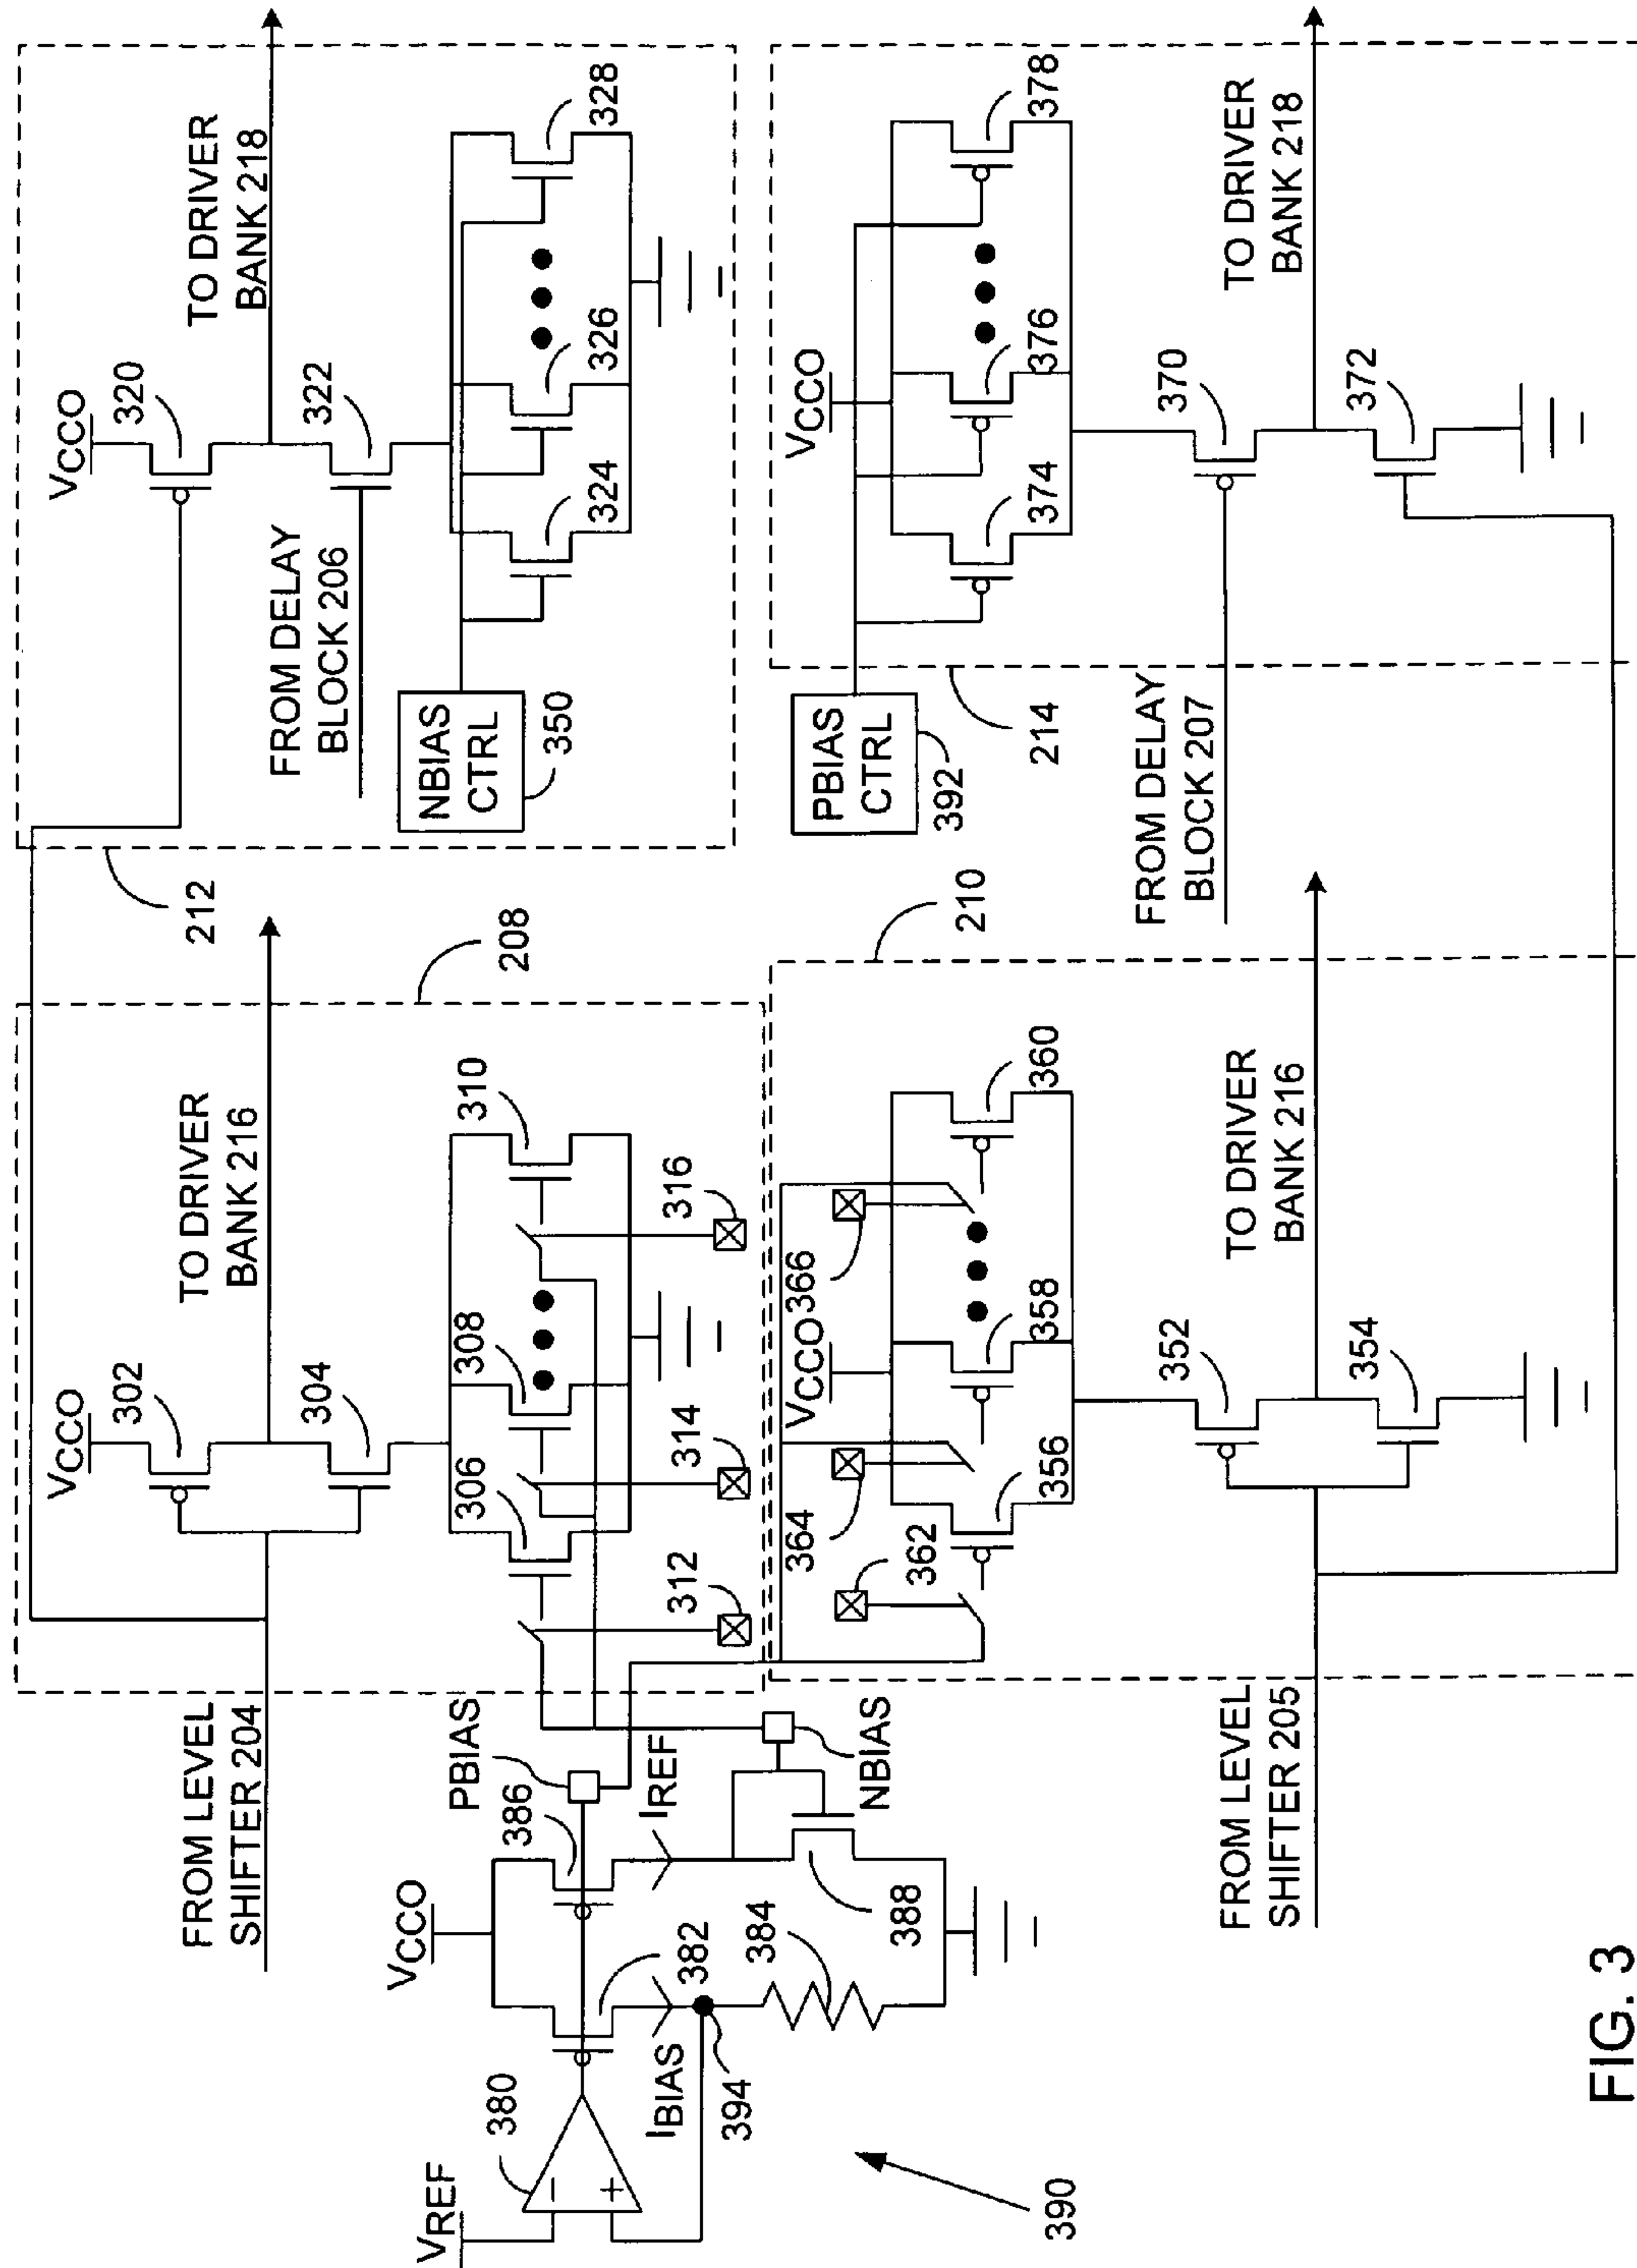 VCCO
320
TO DRIVER
BANK 218
322
FROM DELAY
BLOCK 206
324
326
328
NBIAS
CTRL
350
212
VCCO
302
TO DRIVER
BANK 216
304
306
308
310
312
314
316
208
FROM LEVEL
SHIFTER 204
PBIAS
386
IREF
VCCO
382
384
388
NBIAS
VREF
380
−
+
IBIAS
394
390
PBIAS
CTRL
392
214
VCCO
374
376
378
FROM DELAY
BLOCK 207
370
TO DRIVER
BANK 218
372
210
362
364
VCCO
366
356
358
360
352
TO DRIVER
BANK 216
354
FROM LEVEL
SHIFTER 205
FIG. 3